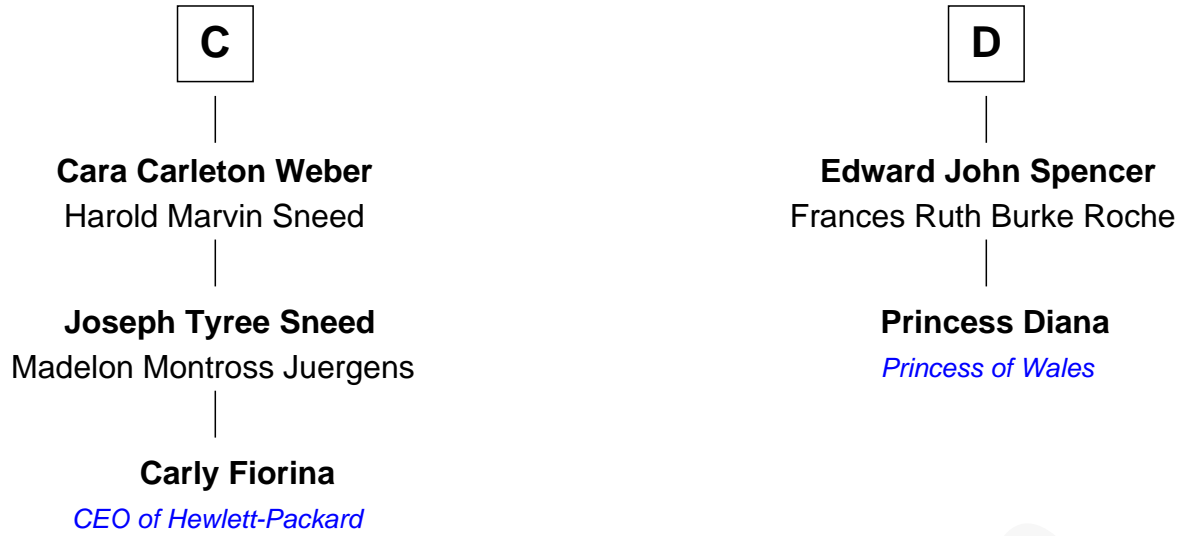 C
Cara Carleton Weber
Harold Marvin Sneed
Joseph Tyree Sneed
Madelon Montross Juergens
Carly Fiorina
CEO of Hewlett-Packard
D
Edward John Spencer
Frances Ruth Burke Roche
Princess Diana
Princess of Wales